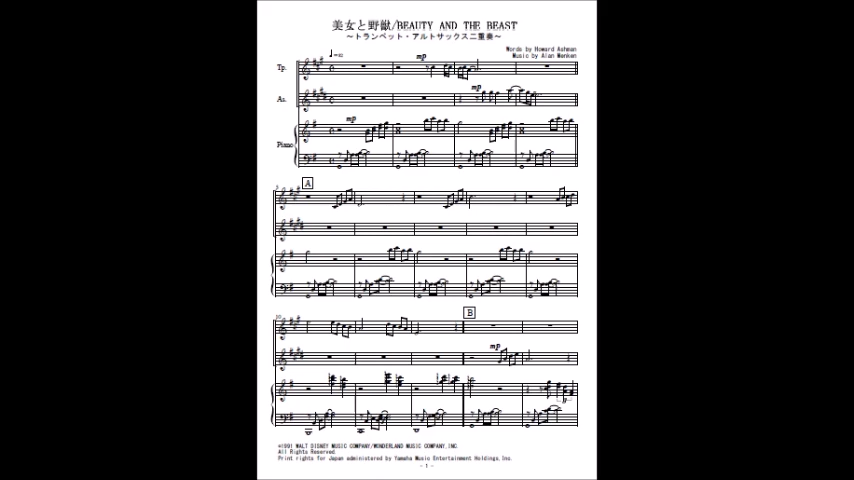 美女と野獣/BEAUTY AND THE BEAST
～トランペット・アルトサックス二重奏～
Words by Howard Ashman
Music by Alan Menken
mp
Tp.
mp
As.
mp
Piano
A
10
B
mp
©1991 WALT DISNEY MUSIC COMPANY/WONDERLAND MUSIC COMPANY,INC.
All Rights Reserved.
Print rights for Japan administered by Yamaha Music Entertainment Holdings,Inc.
- 1 -